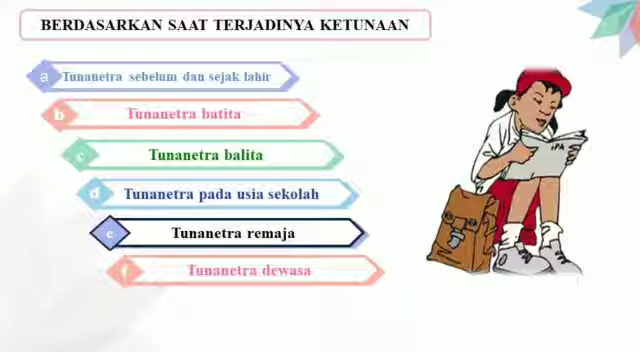 BERDASARKAN SAAT TERJADINYA KETUNAAN
a Tunanetra sebelum dan sejak lahir
b Tunanetra batita
c Tunanetra balita
d Tunanetra pada usia sekolah
e Tunanetra remaja
f Tunanetra dewasa
IPA